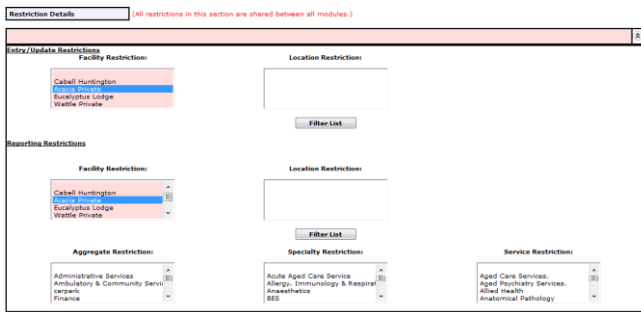 Restriction Details (All restrictions in this section are shared between all modules.)
Entry/Update Restrictions
Facility Restriction: Location Restriction:
Cabell Huntington
Acacia Private
Eucalyptus Lodge
Wattle Private
Filter List
Reporting Restrictions
Facility Restriction: Location Restriction:
Cabell Huntington
Acacia Private
Eucalyptus Lodge
Wattle Private
Filter List
Aggregate Restriction: Specialty Restriction: Service Restriction:
Administrative Services Acute Aged Care Service Aged Care Services.
Ambulatory & Community Servi Allergy, Immunology & Respirat Aged Psychiatry Services.
carpark Anaesthetics Allied Health
Finance BES Anatomical Pathology